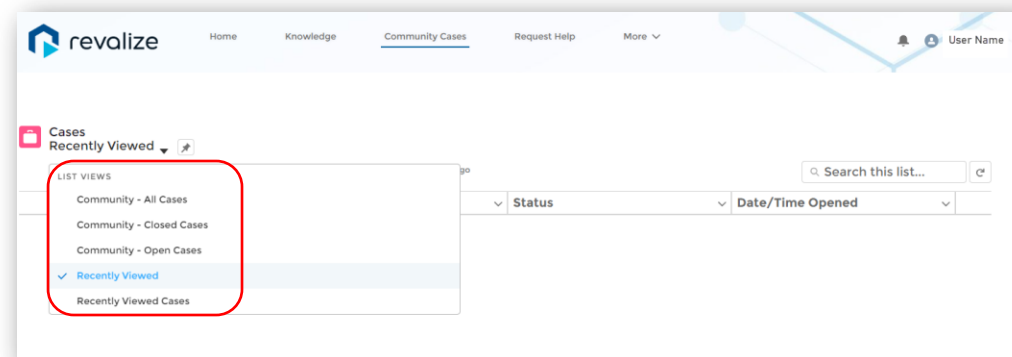 revalize
Home Knowledge Community Cases Request Help More
User Name
Cases
Recently Viewed
go
Search this list...
LIST VIEWS
Status Date/Time Opened
Community - All Cases
Community - Closed Cases
Community - Open Cases
Recently Viewed
Recently Viewed Cases